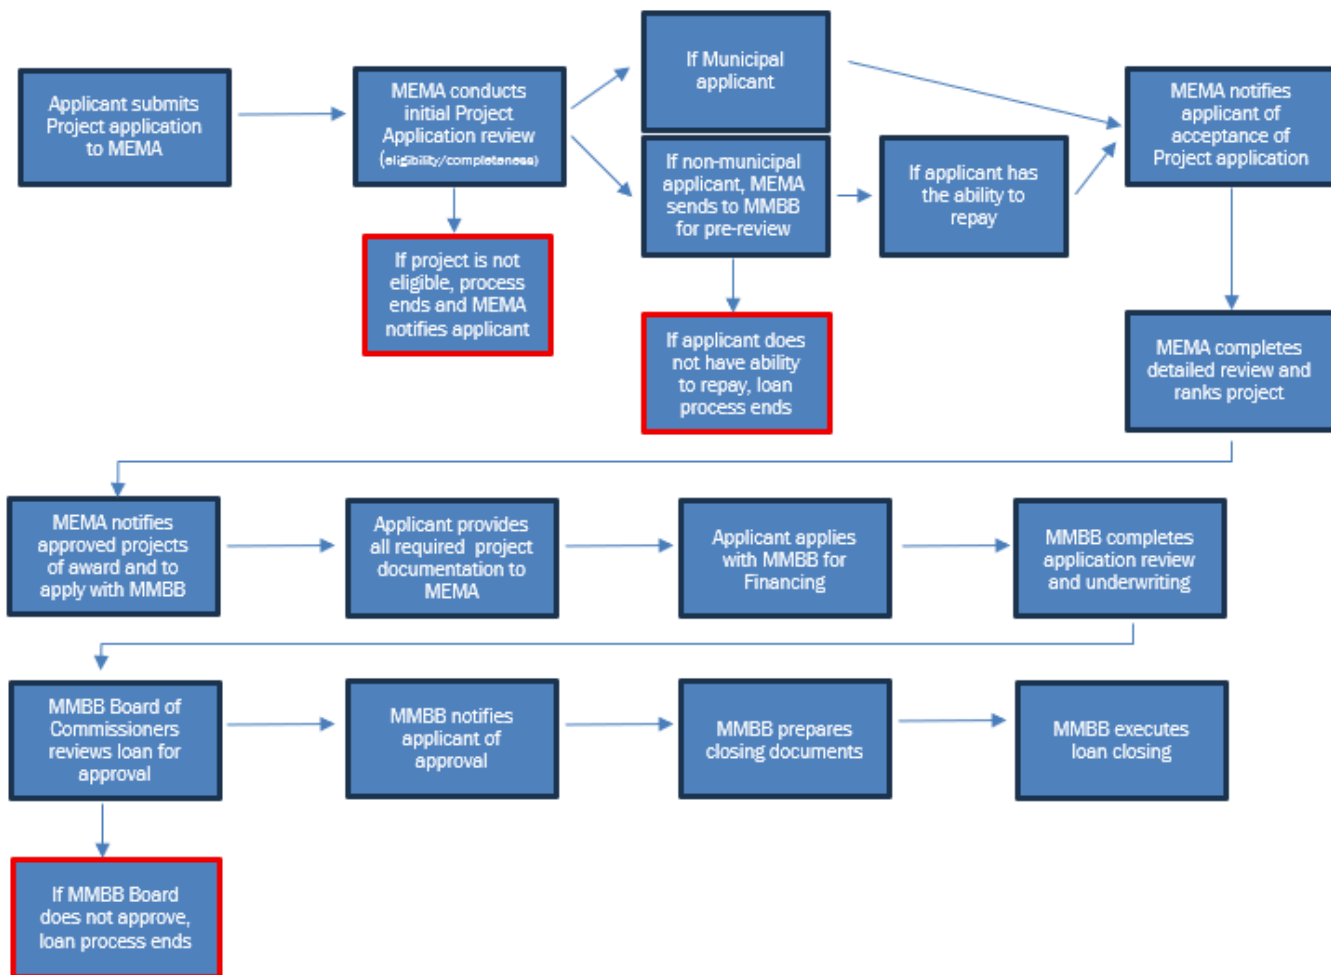 Applicant submits
Project application
to MEMA
MEMA conducts
initial Project
Application review
(eligibility/completeness)
If Municipal
applicant
MEMA notifies
applicant of
acceptance of
Project application
If non-municipal
applicant, MEMA
sends to MMBB
for pre-review
If applicant has
the ability to
repay
If project is not
eligible, process
ends and MEMA
notifies applicant
If applicant does
not have ability
to repay, loan
process ends
MEMA completes
detailed review and
ranks project
MEMA notifies
approved projects
of award and to
apply with MMBB
Applicant provides
all required project
documentation to
MEMA
Applicant applies
with MMBB for
Financing
MMBB completes
application review
and underwriting
MMBB Board of
Commissioners
reviews loan for
approval
MMBB notifies
applicant of
approval
MMBB prepares
closing documents
MMBB executes
loan closing
If MMBB Board
does not approve,
loan process ends